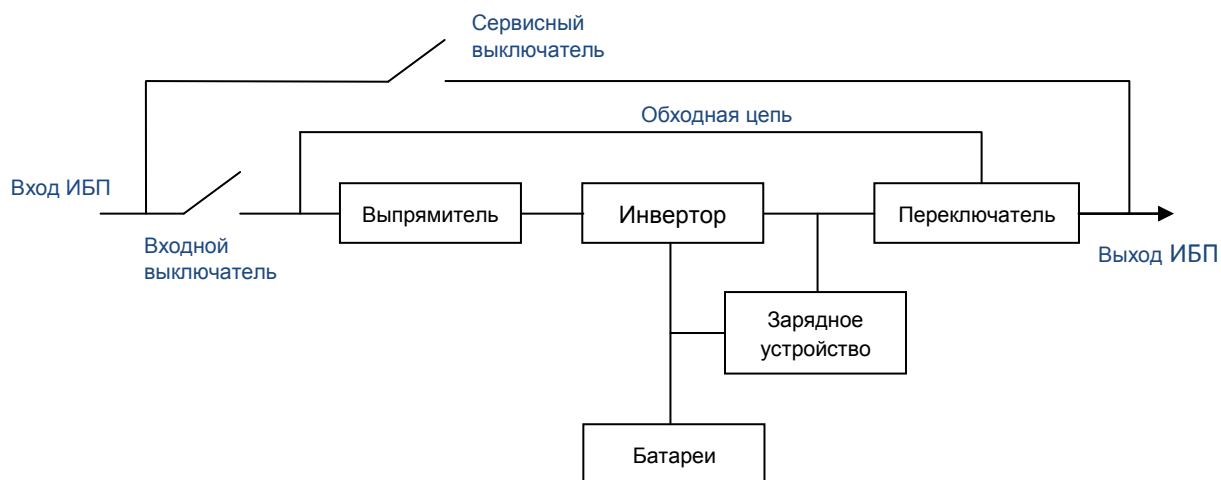 Сервисный
выключатель
Обходная цепь
Вход ИБП
Выпрямитель
Инвертор
Переключатель
Входной
выключатель
Выход ИБП
Зарядное
устройство
Батареи